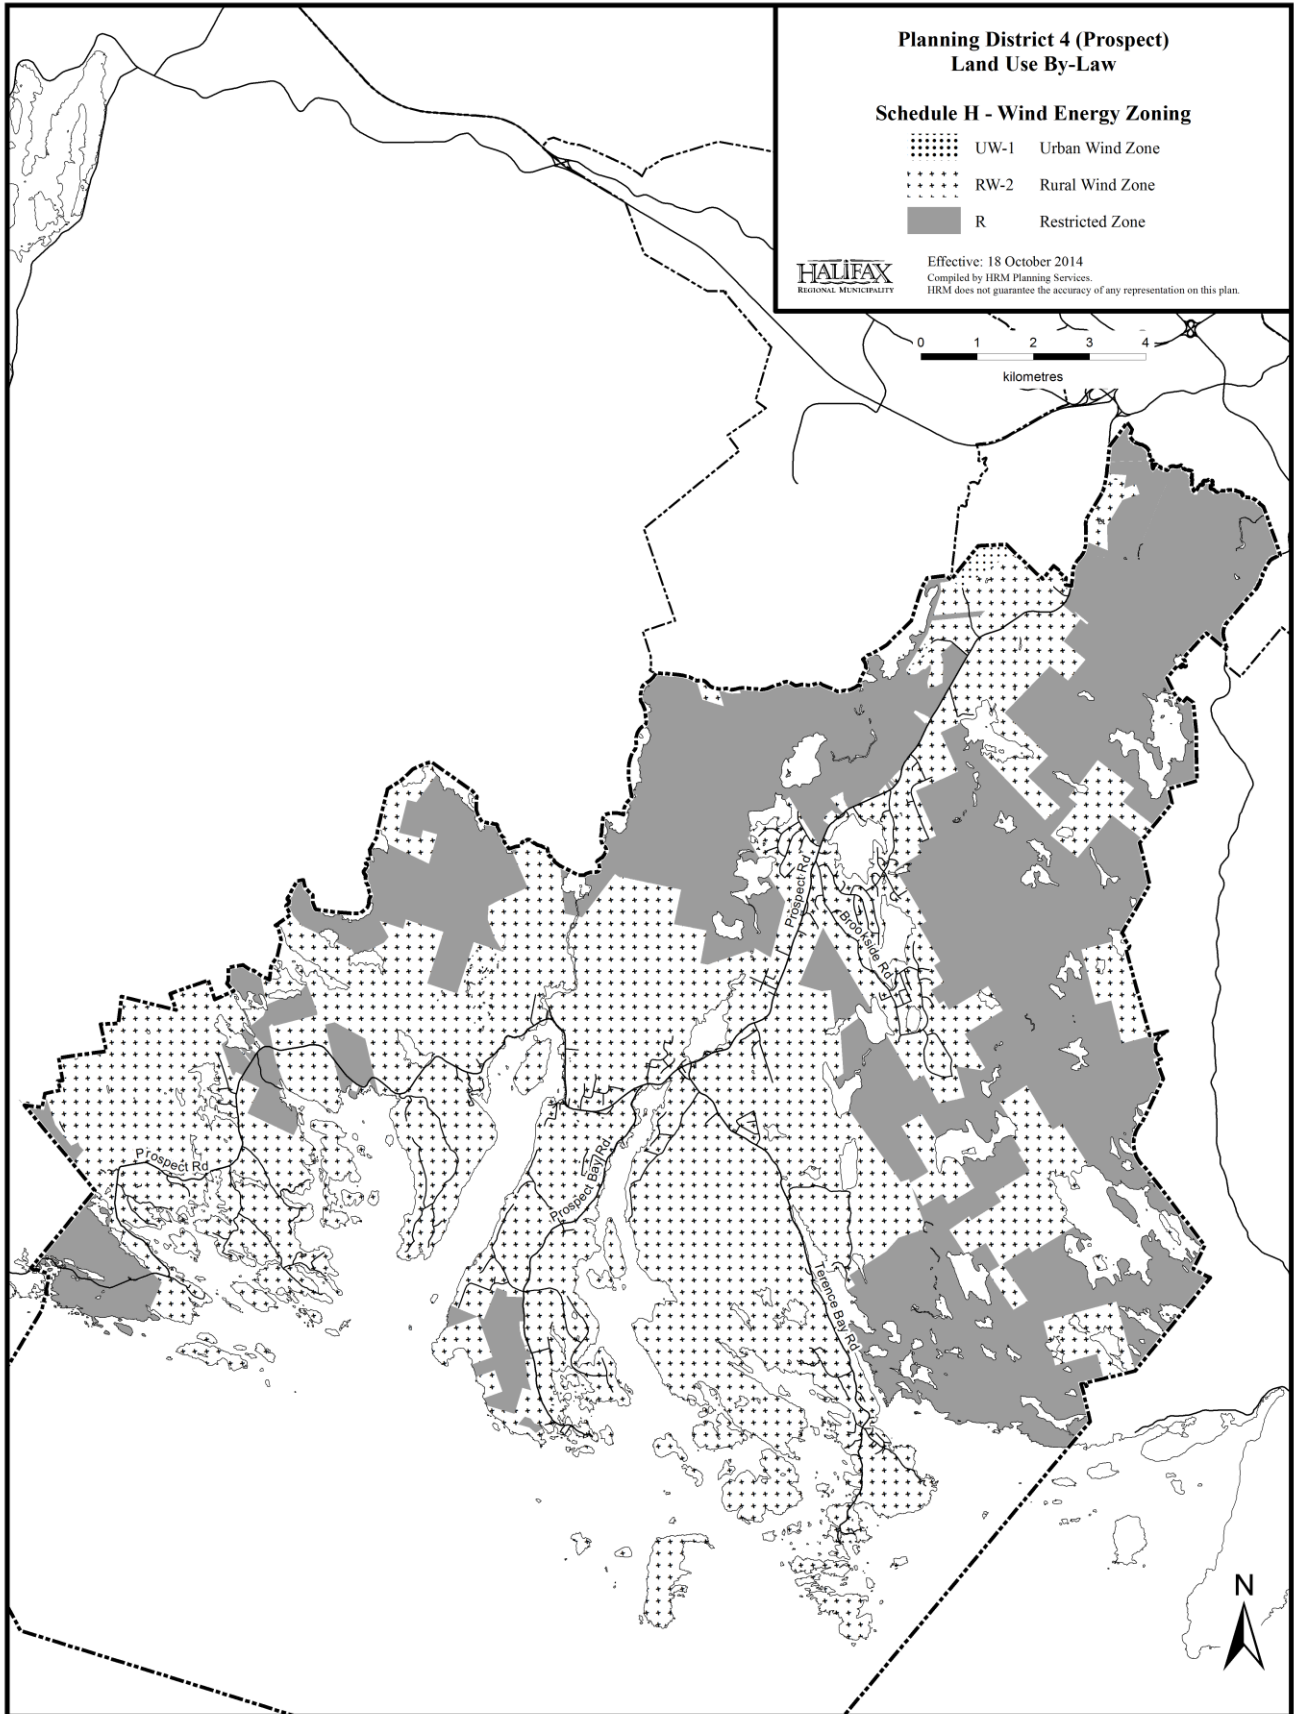 Planning District 4 (Prospect)
Land Use By-Law
Schedule H - Wind Energy Zoning
UW-1 Urban Wind Zone
RW-2 Rural Wind Zone
R Restricted Zone
HALIFAX
REGIONAL MUNICIPALITY
Effective: 18 October 2014
Compiled by HRM Planning Services.
HRM does not guarantee the accuracy of any representation on this plan.
0 1 2 3 4
kilometres
Prospect Rd
Brookside Rd
Prospect Rd
Prospect Bay Rd
Terence Bay Rd
N